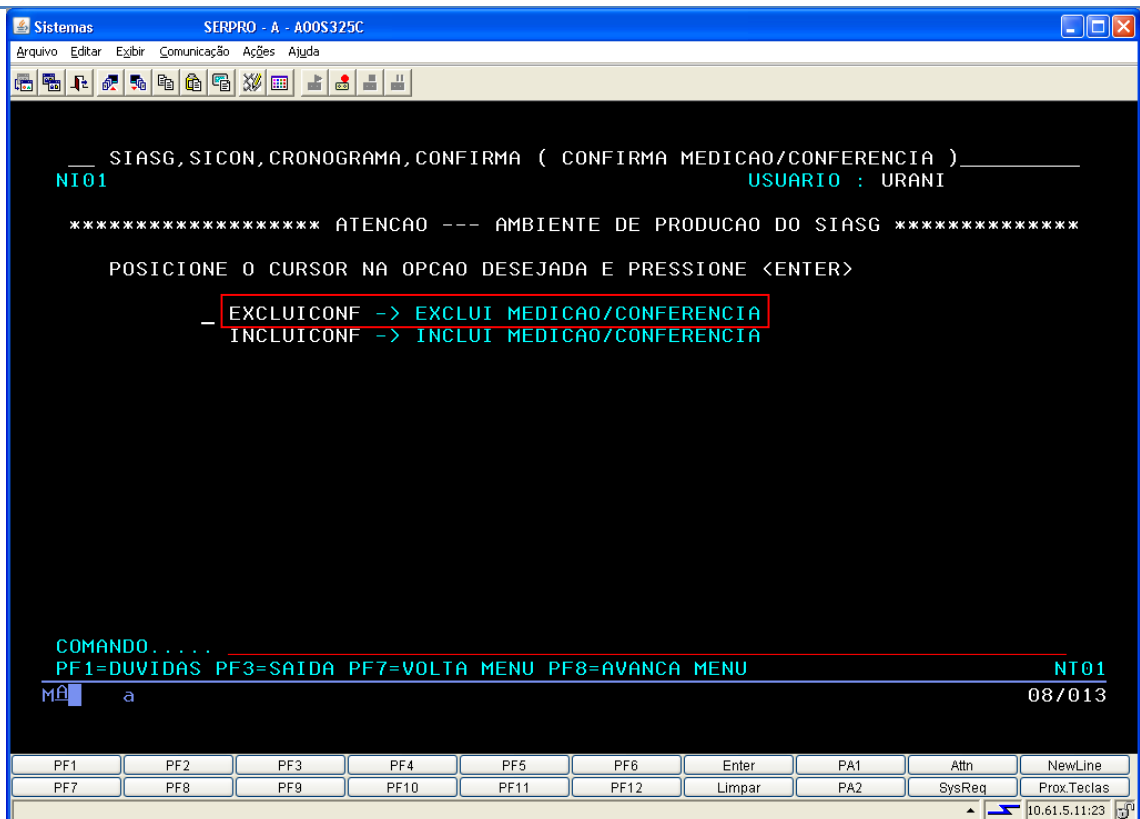 Sistemas SERPRO - A - A00S325C
Arquivo Editar Exibir Comunicação Ações Ajuda
__ SIASG,SICON,CRONOGRAMA,CONFIRMA ( CONFIRMA MEDICAO/CONFERENCIA )_________
NI01 USUARIO : URANI
******************* ATENCAO --- AMBIENTE DE PRODUCAO DO SIASG **************
POSICIONE O CURSOR NA OPCAO DESEJADA E PRESSIONE <ENTER>
_ EXCLUICONF -> EXCLUI MEDICAO/CONFERENCIA
INCLUICONF -> INCLUI MEDICAO/CONFERENCIA
COMANDO.....
PF1=DUVIDAS PF3=SAIDA PF7=VOLTA MENU PF8=AVANCA MENU NT01
MA a 08/013
PF1 PF2 PF3 PF4 PF5 PF6 Enter PA1 Attn NewLine
PF7 PF8 PF9 PF10 PF11 PF12 Limpar PA2 SysReq Prox.Teclas
10.61.5.11:23